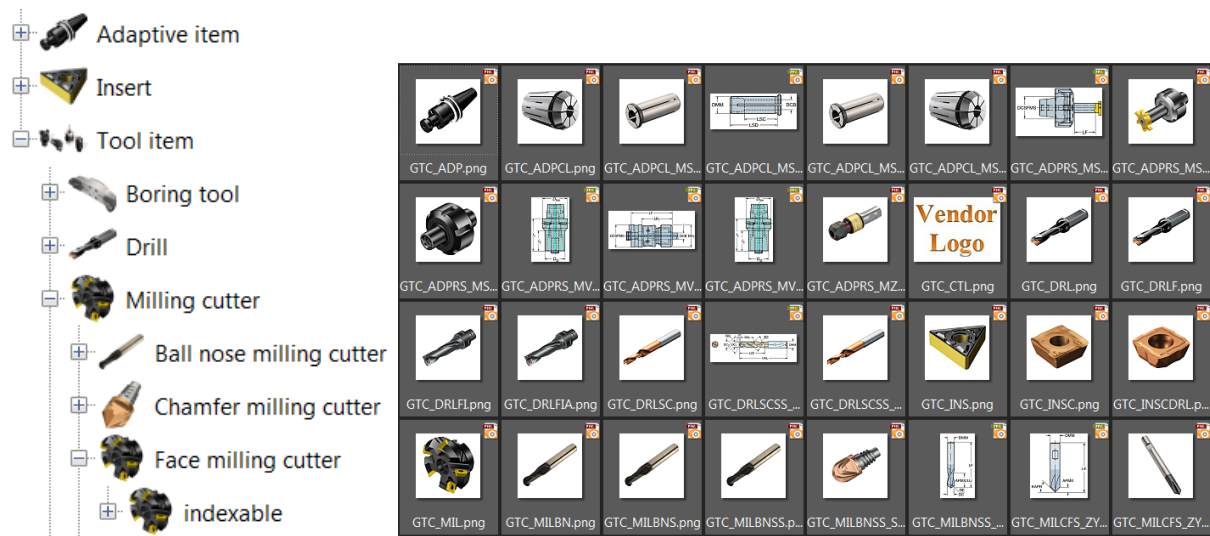 Adaptive item
Insert
Tool item
Boring tool
Drill
Milling cutter
Ball nose milling cutter
Chamfer milling cutter
Face milling cutter
indexable
GTC_ADP.png
GTC_ADPCL.png
GTC_ADPCL_MS...
GTC_ADPCL_MS...
GTC_ADPCL_MS...
GTC_ADPCL_MS...
GTC_ADPRS_MS...
GTC_ADPRS_MS...
GTC_ADPRS_MS...
GTC_ADPRS_MV...
GTC_ADPRS_MV...
GTC_ADPRS_MV...
GTC_ADPRS_MZ...
Vendor
Logo
GTC_CTL.png
GTC_DRL.png
GTC_DRLF.png
GTC_DRLFI.png
GTC_DRLFIA.png
GTC_DRLSC.png
GTC_DRLSCSS_...
GTC_DRLSCSS_...
GTC_INS.png
GTC_INSC.png
GTC_INSCDRL.p...
GTC_MIL.png
GTC_MILBN.png
GTC_MILBNS.png
GTC_MILBNSS.p...
GTC_MILBNSS_S...
GTC_MILBNSS_...
GTC_MILCFS_ZY...
GTC_MILCFS_ZY...